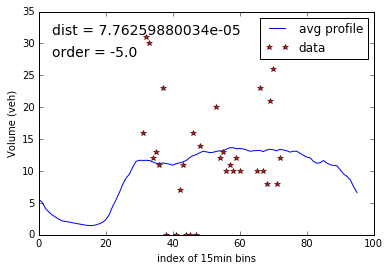 dist = 7.76259880034e-05
order = -5.0
avg profile
data
Volume (veh)
35
30
25
20
15
10
5
0
0
20
40
60
80
100
index of 15min bins